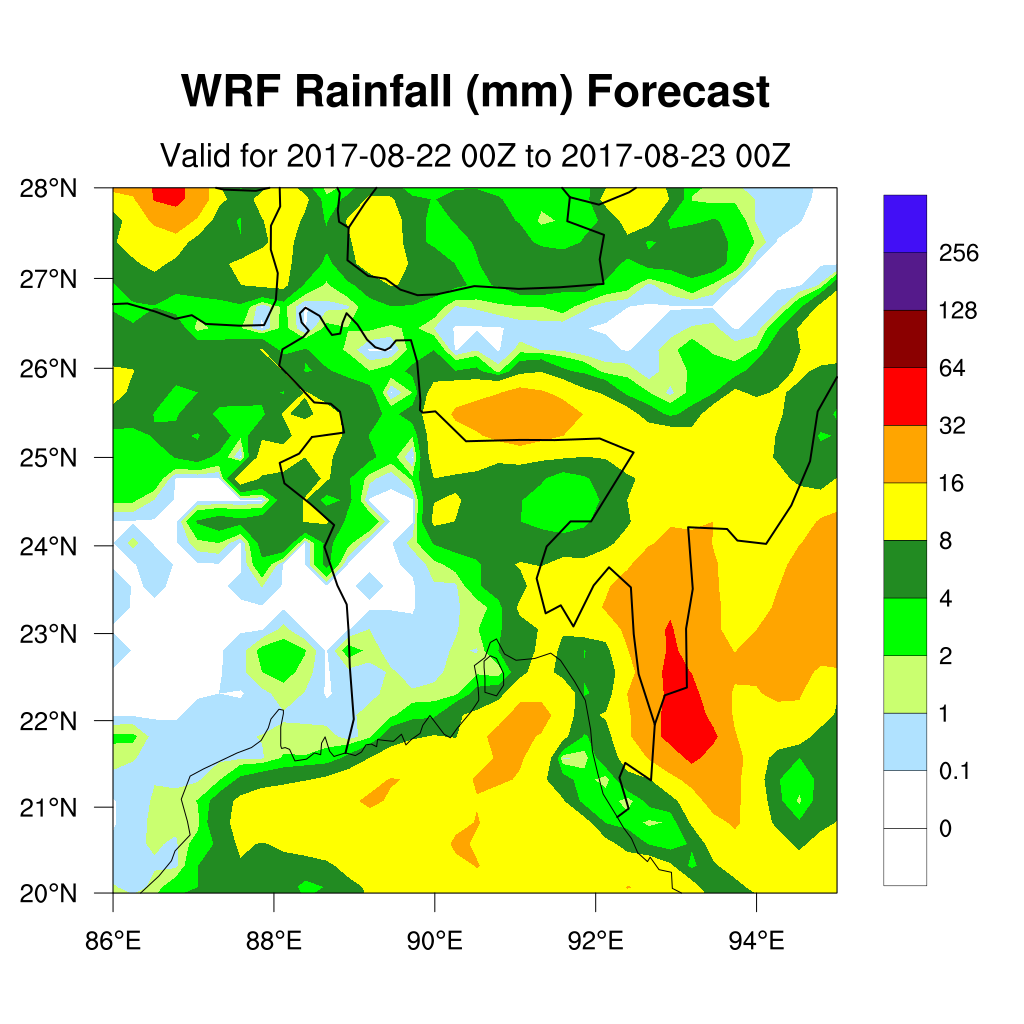 WRF Rainfall (mm) Forecast
Valid for 2017-08-22 00Z to 2017-08-23 00Z
28°N
27°N
26°N
25°N
24°N
23°N
22°N
21°N
20°N
86°E
88°E
90°E
92°E
94°E
256
128
64
32
16
8
4
2
1
0.1
0